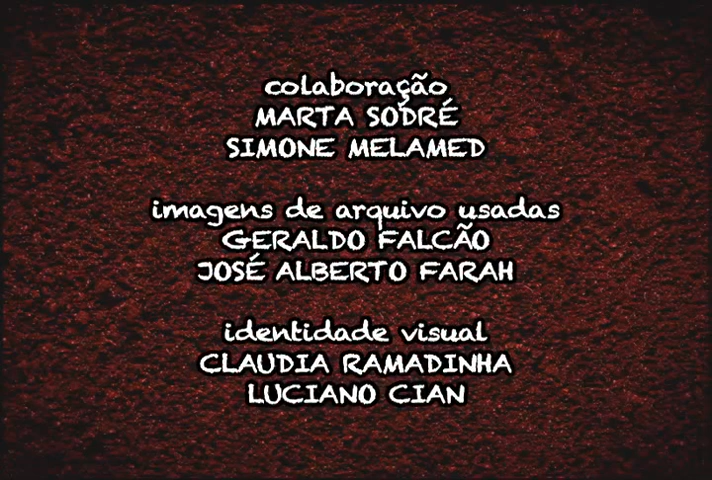 colaboração
MARTA SODRÉ
SIMONE MELAMED
imagens de arquivo usadas
GERALDO FALCÃO
JOSÉ ALBERTO FARAH
identidade visual
CLAUDIA RAMADINHA
LUCIANO CIAN